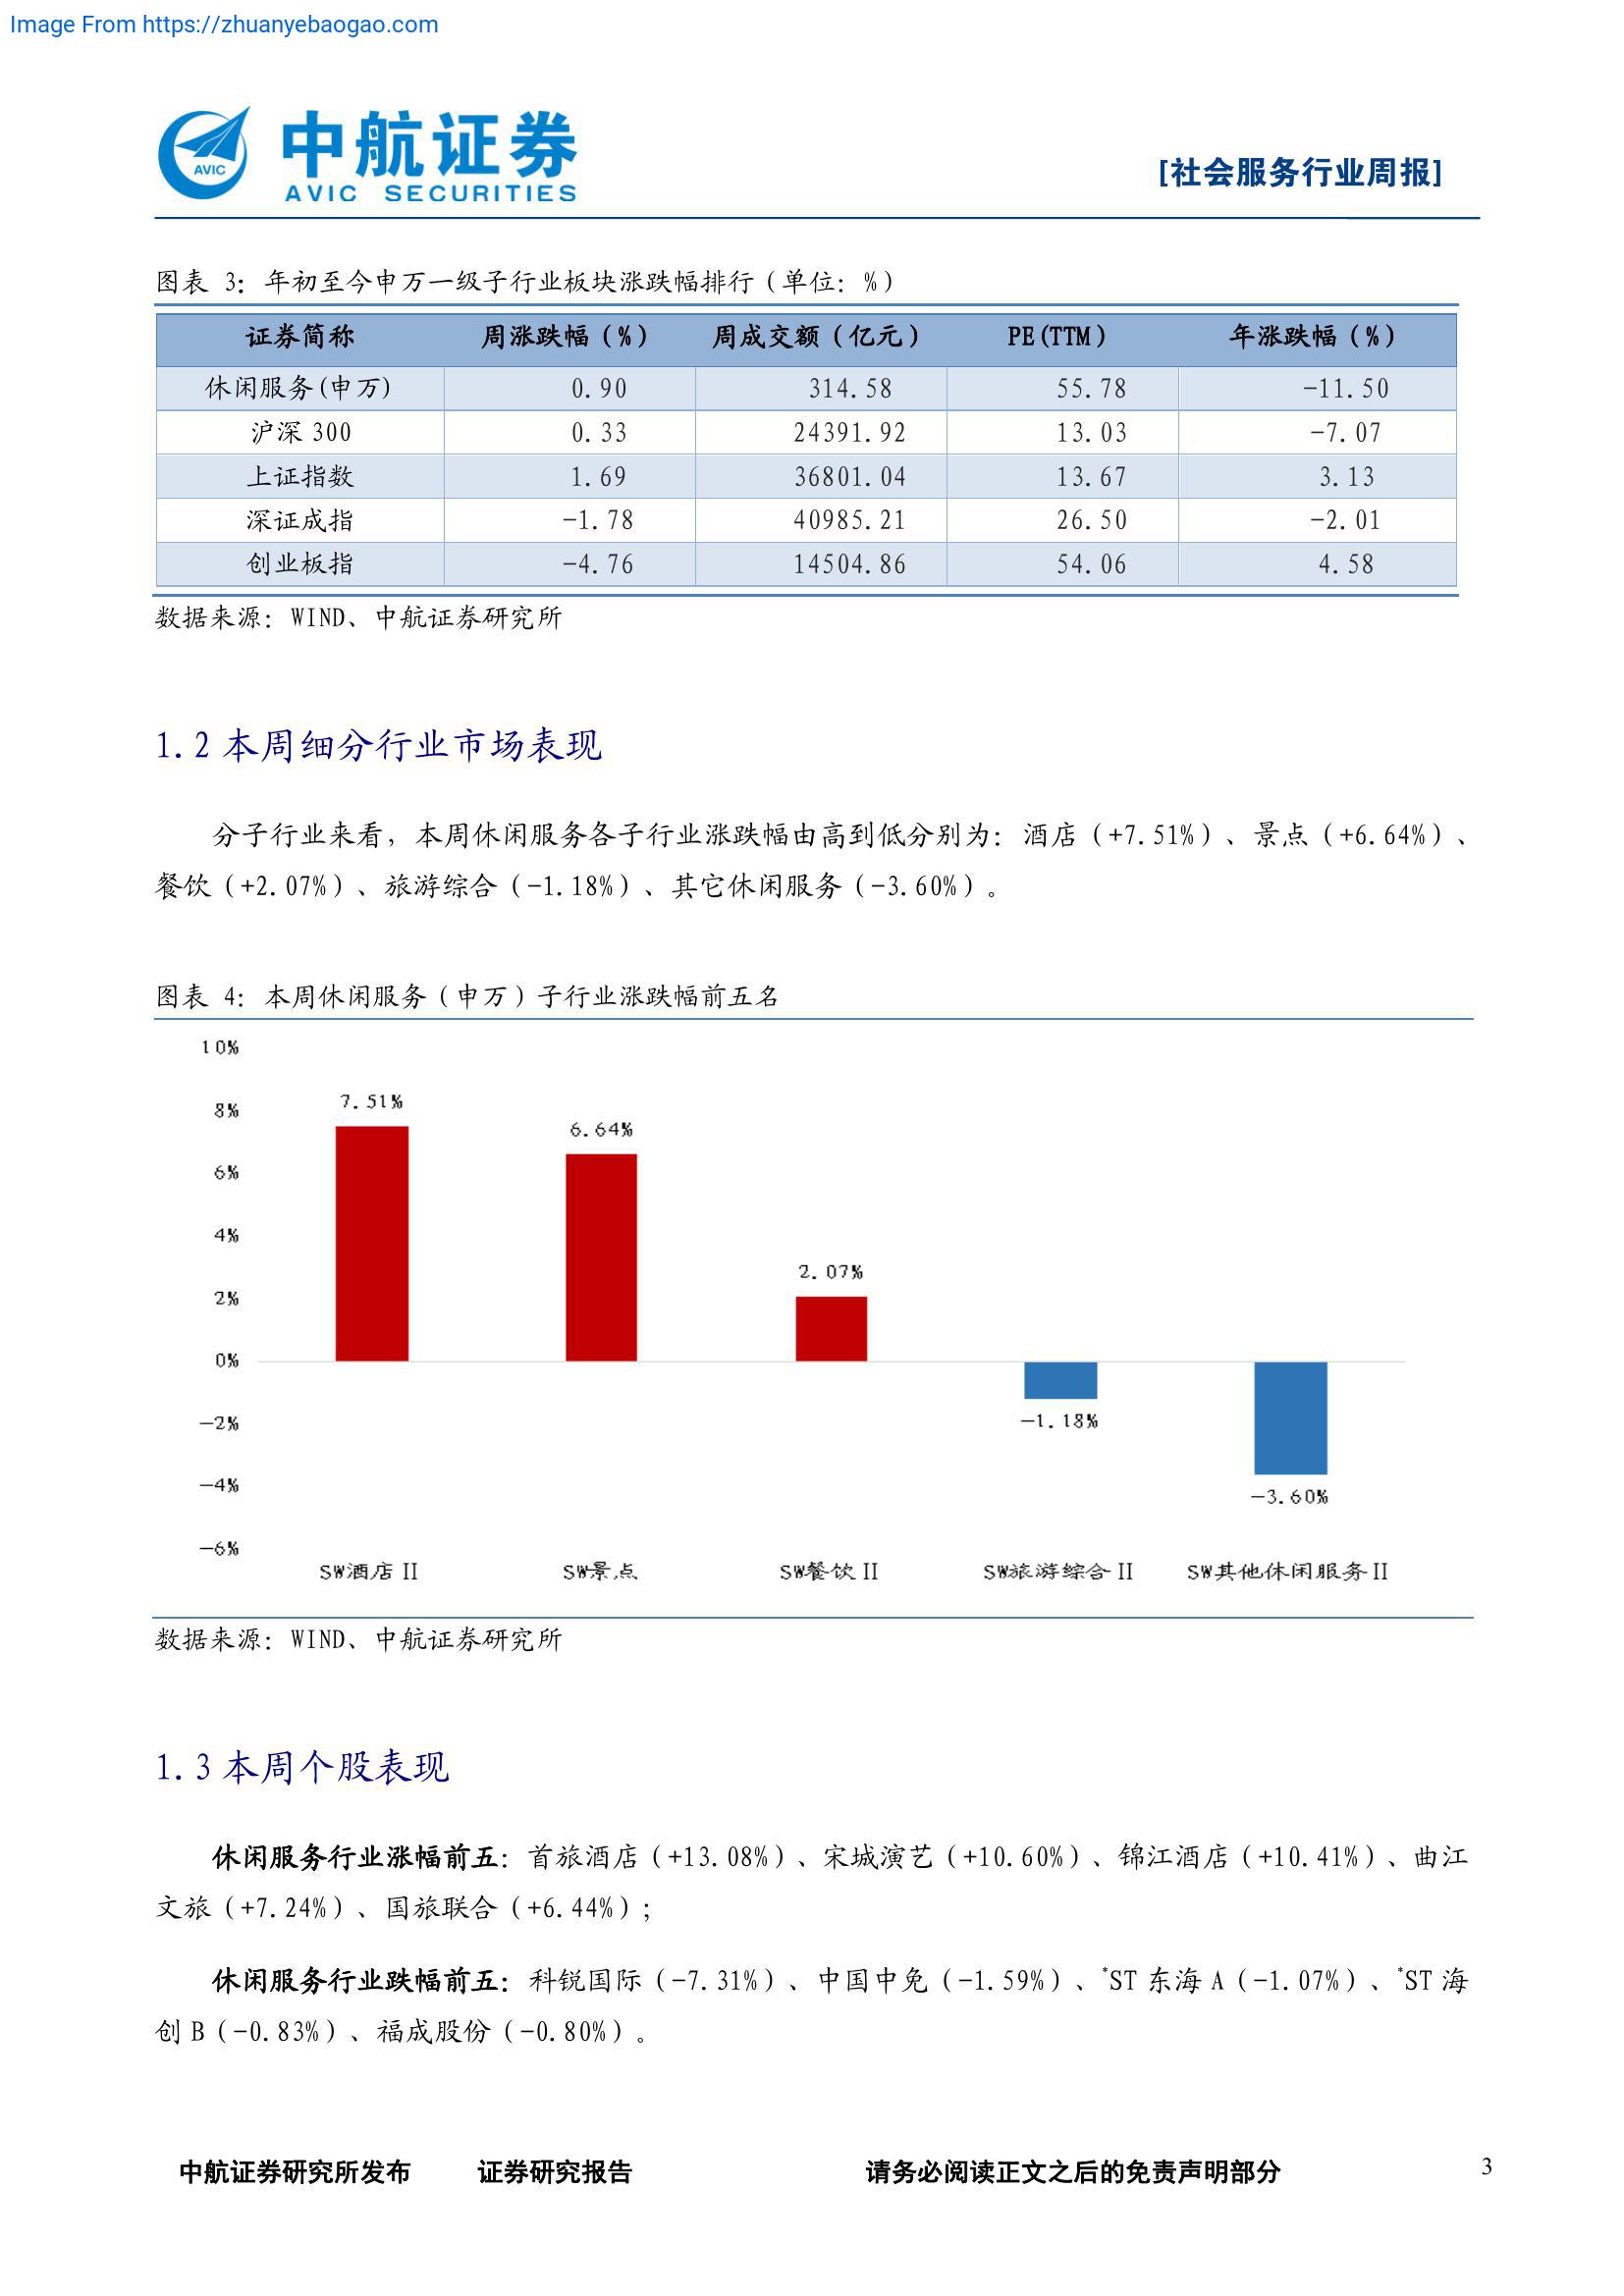 Image From https://zhuanyebaogao.com
AVIC
中航证券
AVIC SECURITIES
[社会服务行业周报]
图表 3：年初至今申万一级子行业板块涨跌幅排行（单位：%）
证券简称 周涨跌幅（%） 周成交额（亿元） PE(TTM) 年涨跌幅（%）
休闲服务(申万) 0.90 314.58 55.78 -11.50
沪深 300 0.33 24391.92 13.03 -7.07
上证指数 1.69 36801.04 13.67 3.13
深证成指 -1.78 40985.21 26.50 -2.01
创业板指 -4.76 14504.86 54.06 4.58
数据来源：WIND、中航证券研究所
1.2 本周细分行业市场表现
分子行业来看，本周休闲服务各子行业涨跌幅由高到低分别为：酒店（+7.51%）、景点（+6.64%）、
餐饮（+2.07%）、旅游综合（-1.18%）、其它休闲服务（-3.60%）。
图表 4：本周休闲服务（申万）子行业涨跌幅前五名
10%
8%
6%
4%
2%
0%
-2%
-4%
-6%
7.51%
6.64%
2.07%
-1.18%
-3.60%
SW酒店II SW景点 SW餐饮II SW旅游综合II SW其他休闲服务II
数据来源：WIND、中航证券研究所
1.3 本周个股表现
休闲服务行业涨幅前五：首旅酒店（+13.08%）、宋城演艺（+10.60%）、锦江酒店（+10.41%）、曲江
文旅（+7.24%）、国旅联合（+6.44%）；
休闲服务行业跌幅前五：科锐国际（-7.31%）、中国中免（-1.59%）、*ST 东海 A（-1.07%）、*ST 海
创 B（-0.83%）、福成股份（-0.80%）。
中航证券研究所发布 证券研究报告 请务必阅读正文之后的免责声明部分 3